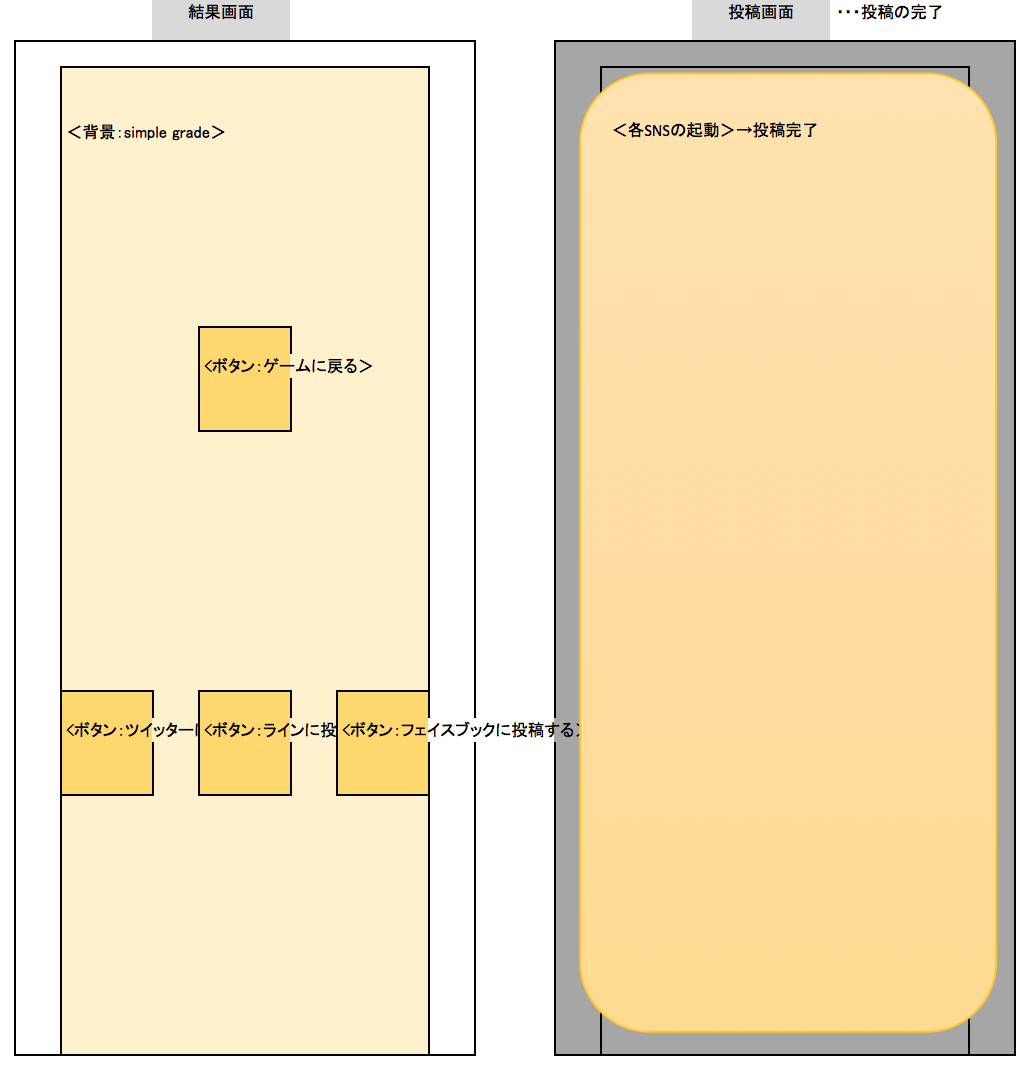 結果画面
投稿画面
･･･投稿の完了
＜背景：simple grade＞
＜各SNSの起動＞→投稿完了
<ボタン：ゲームに戻る＞
<ボタン：ツイッター
<ボタン：ラインに投
<ボタン：フェイスブックに投稿する＞